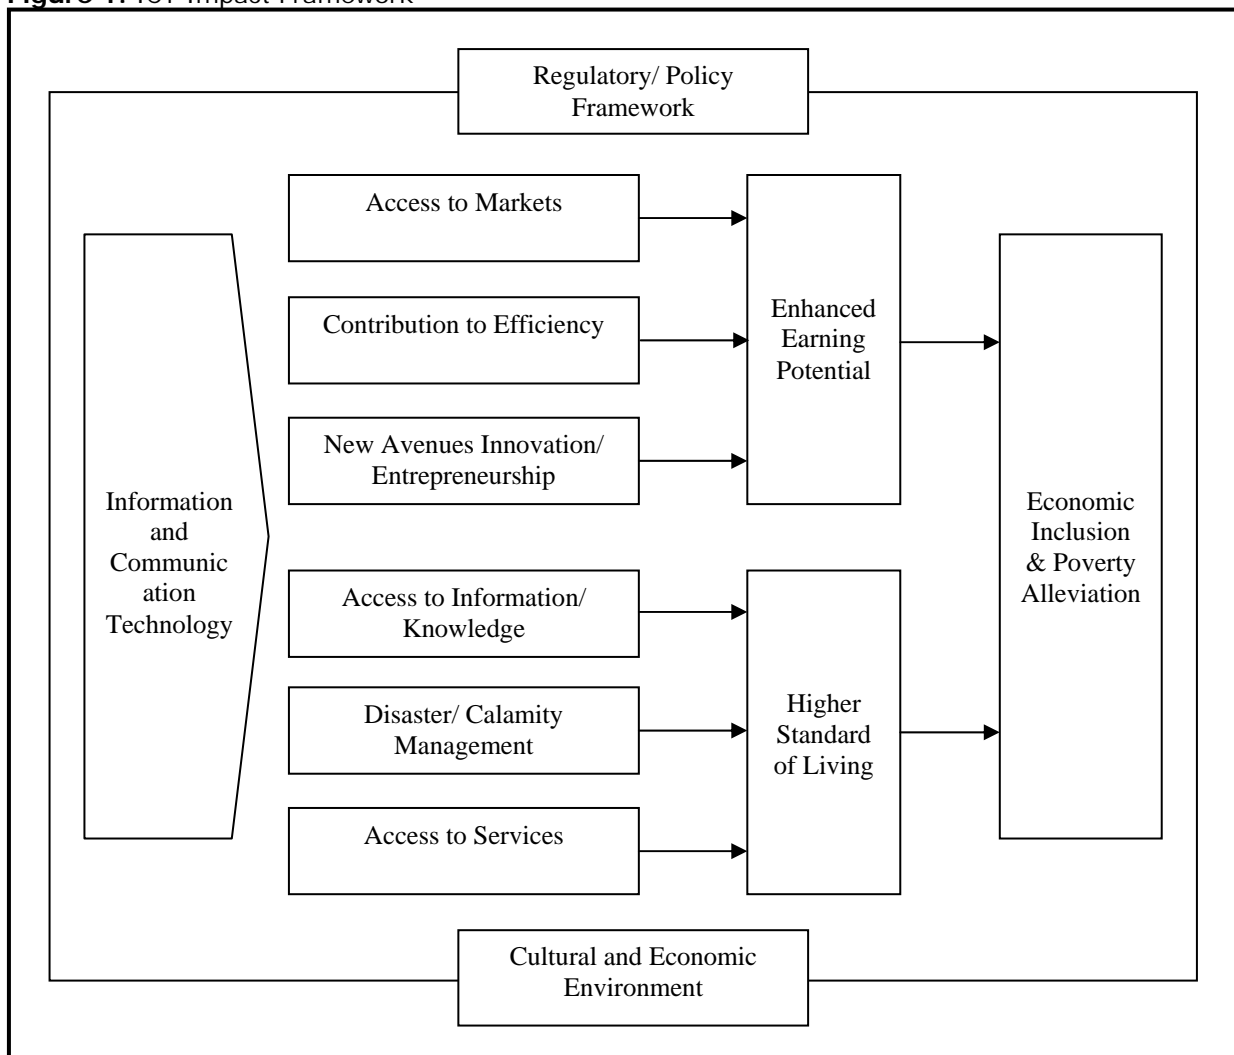 Figure 1: ICT Impact Framework
Regulatory/ Policy
Framework
Information
and
Communic
ation
Technology
Access to Markets
Contribution to Efficiency
New Avenues Innovation/
Entrepreneurship
Access to Information/
Knowledge
Disaster/ Calamity
Management
Access to Services
Enhanced
Earning
Potential
Higher
Standard
of Living
Economic
Inclusion
& Poverty
Alleviation
Cultural and Economic
Environment